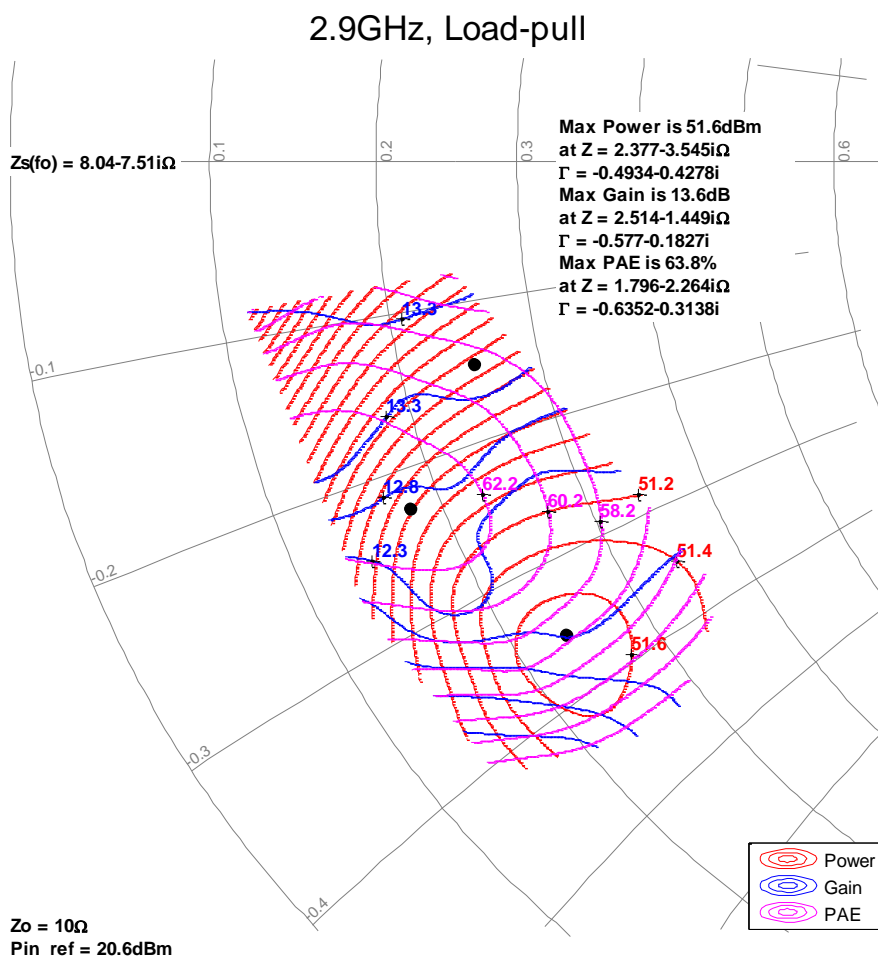 2.9GHz, Load-pull
Max Power is 51.6dBm
at Z = 2.377-3.545iΩ
Γ = -0.4934-0.4278i
Max Gain is 13.6dB
at Z = 2.514-1.449iΩ
Γ = -0.577-0.1827i
Max PAE is 63.8%
at Z = 1.796-2.264iΩ
Γ = -0.6352-0.3138i
Zs(fo) = 8.04-7.51iΩ
0.1
0.2
0.3
0.6
13.3
-0.1
13.3
12.8
62.2
51.2
60.2
58.2
12.3
51.4
-0.2
51.6
-0.3
-0.4
Power
Gain
PAE
Zo = 10Ω
Pin_ref = 20.6dBm